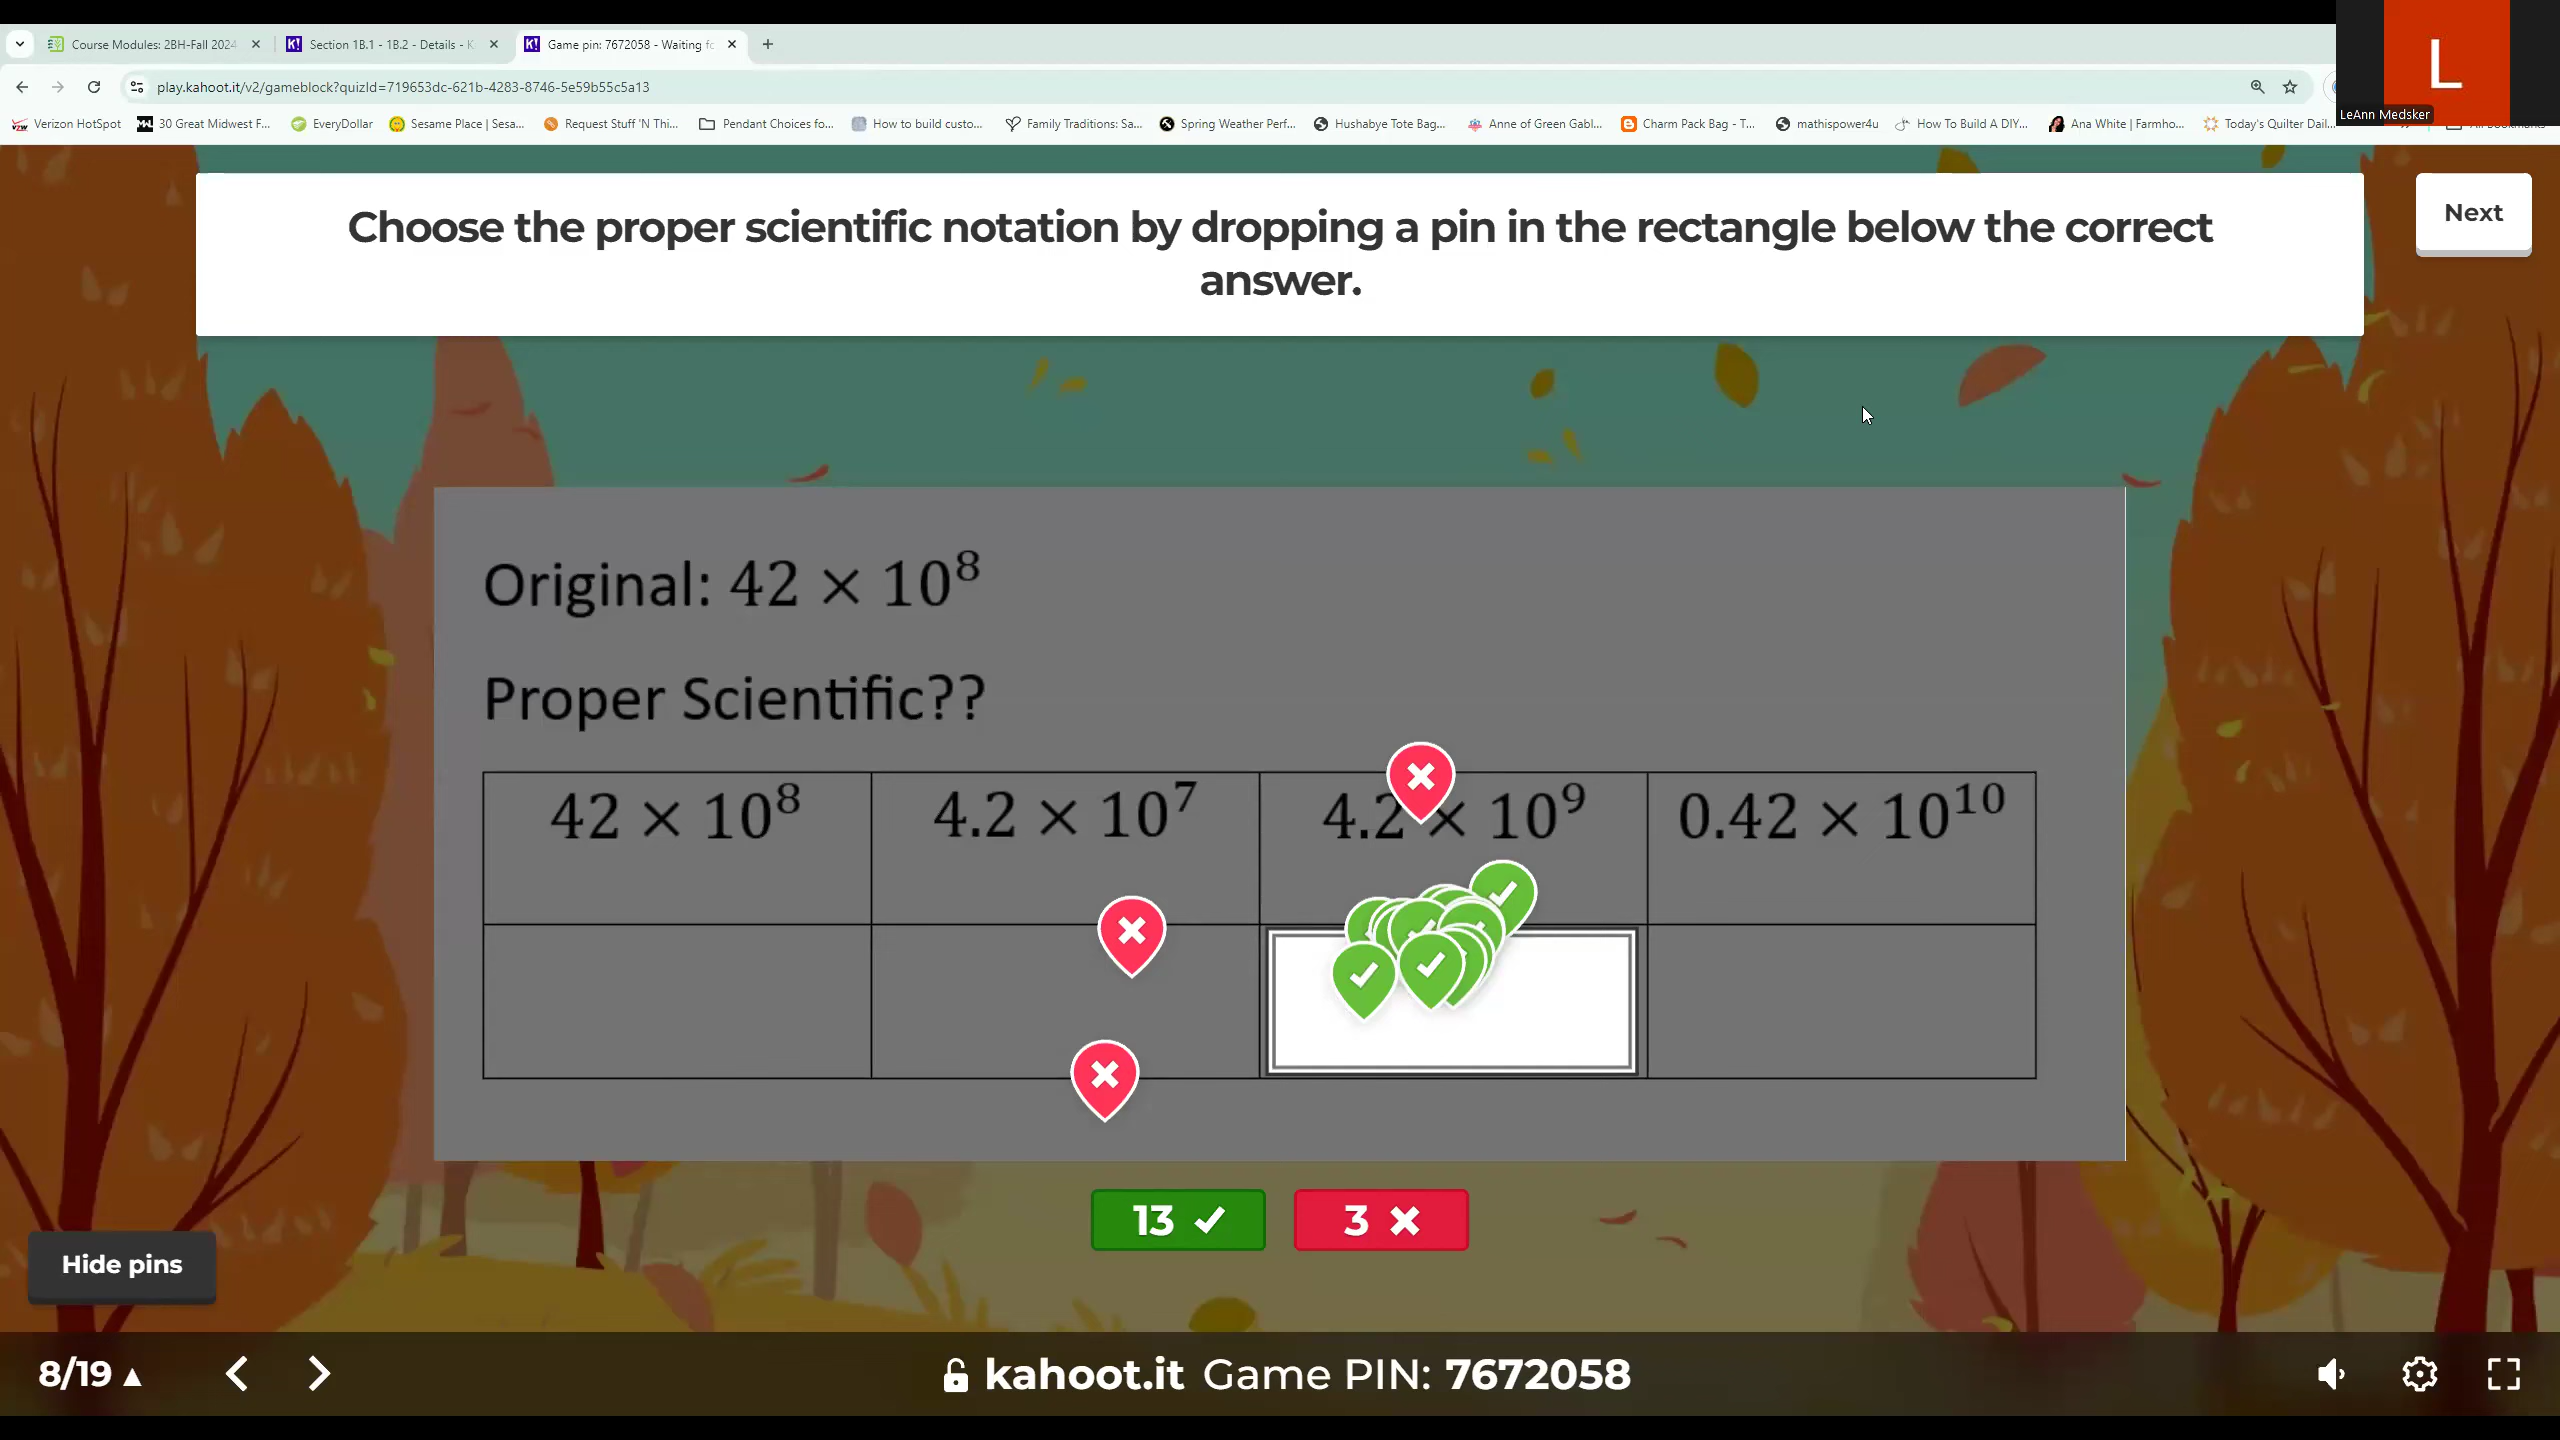 Course Modules: 2BH-Fall 2024
Section 1B.1 - 1B.2 - Details - K
Game pin: 7672058 - Waiting fo
play.kahoot.it/v2/gameblock?quizId=719653dc-621b-4283-8746-5e59b55c5a13
L
LeAnn Medsker
Verizon HotSpot
30 Great Midwest F...
EveryDollar
Sesame Place | Sesa...
Request Stuff 'N Thi...
Pendant Choices fo...
How to build custo...
Family Traditions: Sa...
Spring Weather Perf...
Hushabye Tote Bag...
Anne of Green Gabl...
Charm Pack Bag - T...
mathispower4u
How To Build A DIY...
Ana White | Farmho...
Today's Quilter Dail...
Choose the proper scientific notation by dropping a pin in the rectangle below the correct
answer.
Next
Original: 42 × 10⁸
Proper Scientific??
42 × 10⁸
4.2 × 10⁷
4.2 × 10⁹
0.42 × 10¹⁰
13
3
Hide pins
8/19
kahoot.it Game PIN: 7672058